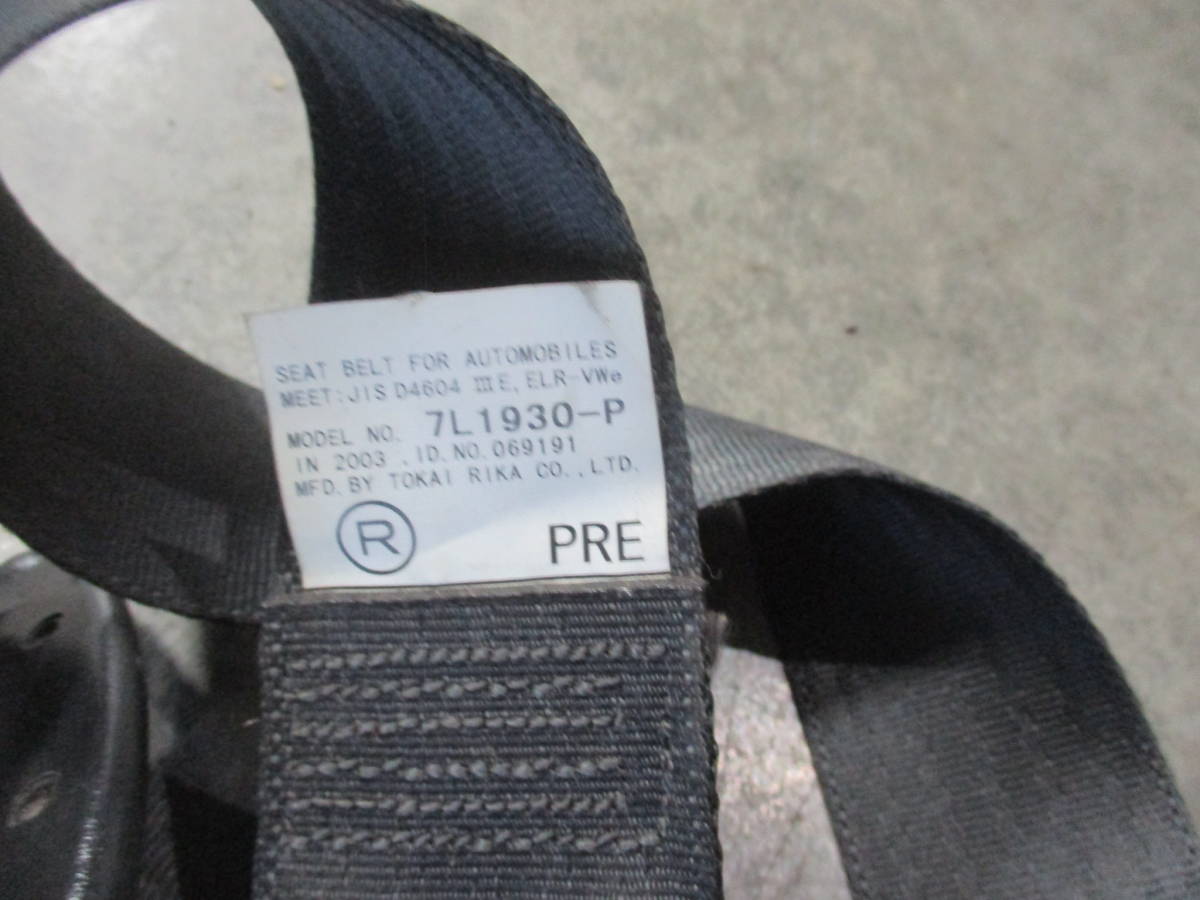 SEAT BELT FOR AUTOMOBILES
MEET:JIS D4604 ⅢE, ELR-VWe
MODEL NO. 7L1930-P
IN 2003 .ID.NO.069191
MFD.BY TOKAI RIKA CO.,LTD.
Ⓡ PRE